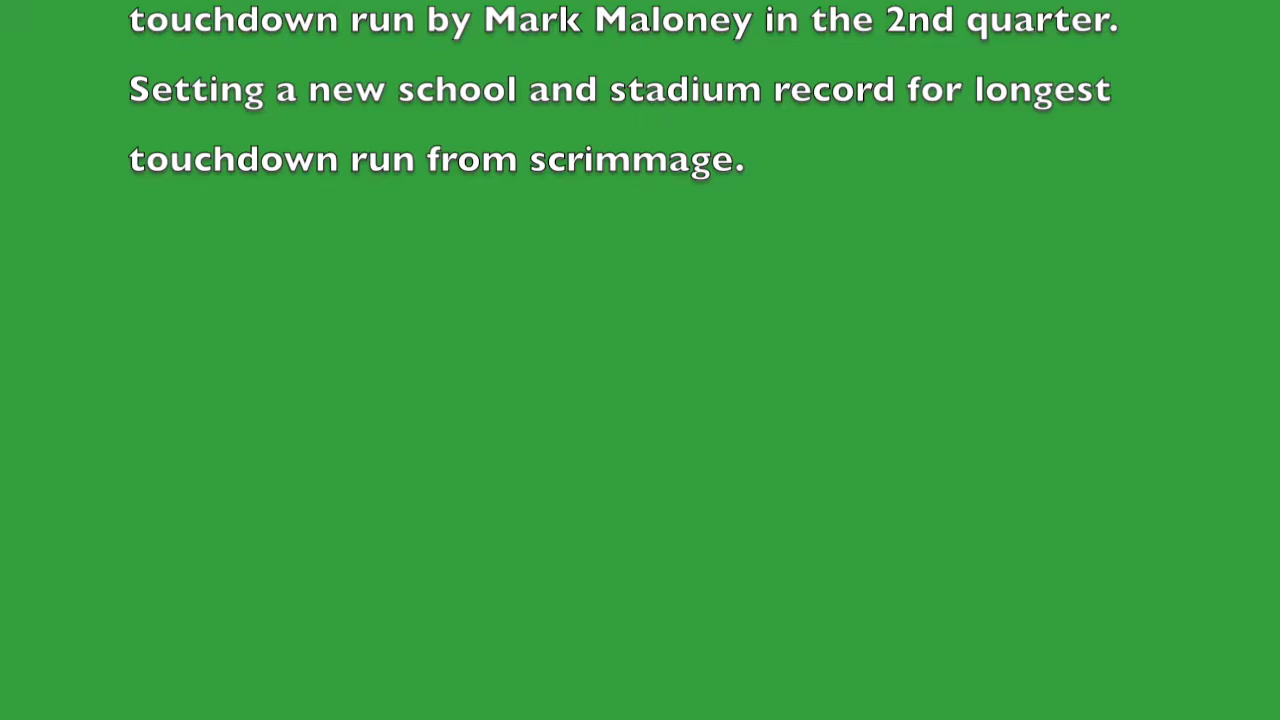 touchdown run by Mark Maloney in the 2nd quarter.
Setting a new school and stadium record for longest
touchdown run from scrimmage.